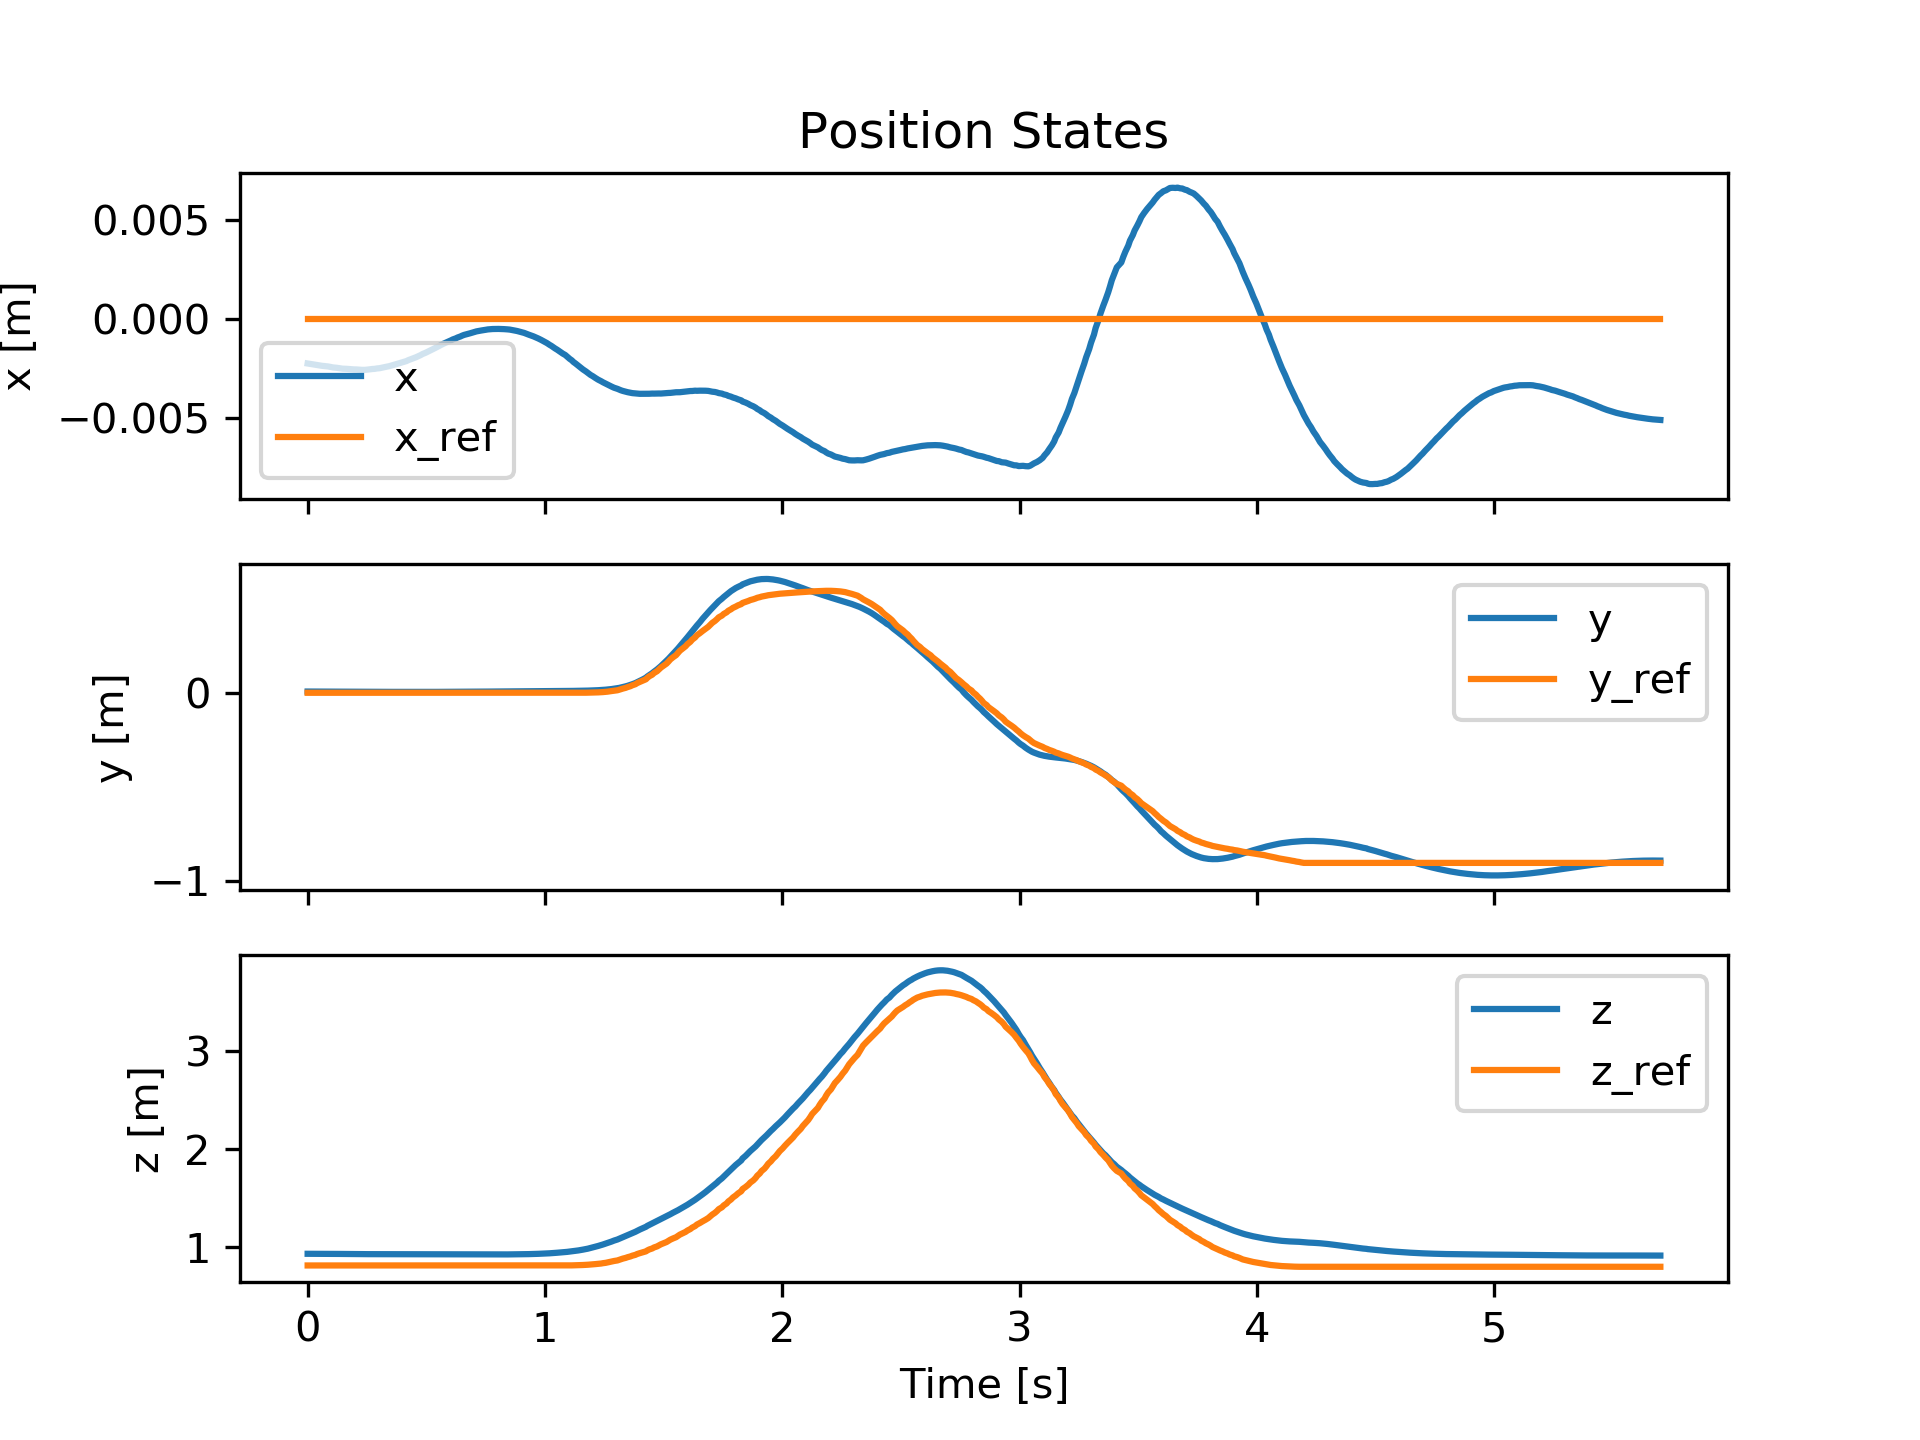 Position States
0.005
0.000
−0.005
x [m]
x
x_ref
0
−1
y [m]
y
y_ref
3
2
1
z [m]
z
z_ref
0 1 2 3 4 5
Time [s]